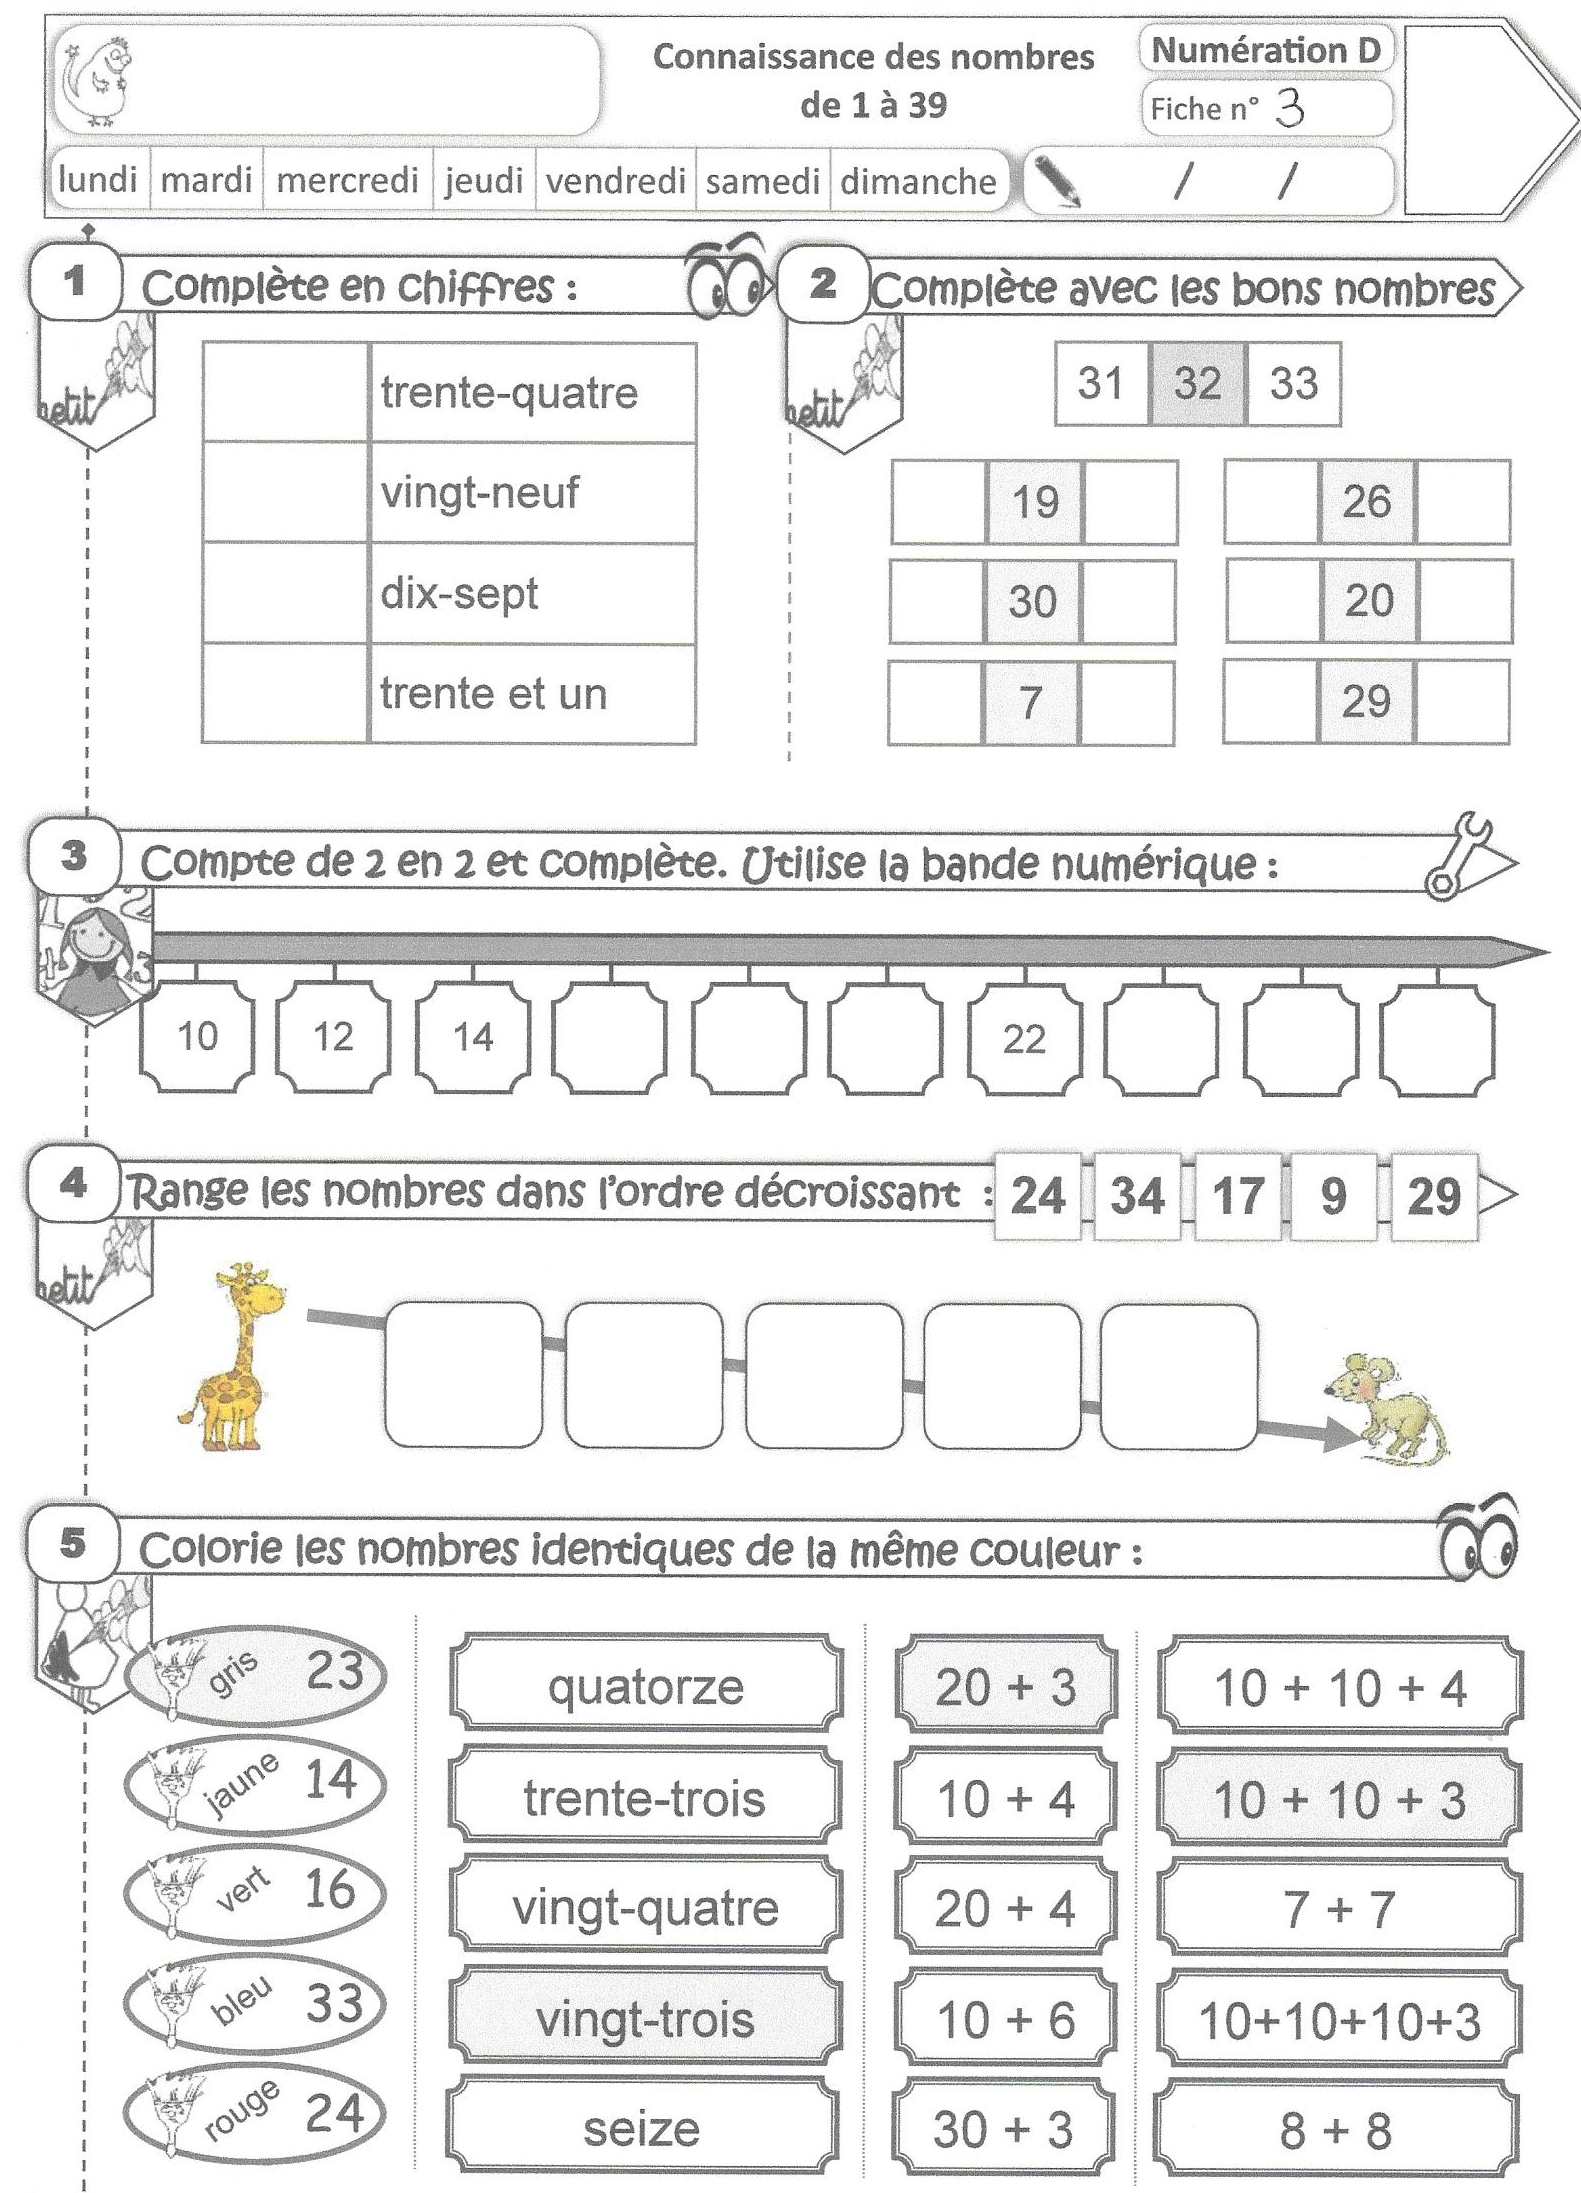 Connaissance des nombres
de 1 à 39
Numération D
Fiche n° 3
lundi mardi mercredi jeudi vendredi samedi dimanche / /
1 Complète en chiffres :
petit
trente-quatre
vingt-neuf
dix-sept
trente et un
2 Complète avec les bons nombres
petit
31 32 33
19 26
30 20
7 29
3 Compte de 2 en 2 et complète. Utilise la bande numérique :
10 12 14 22
4 Range les nombres dans l'ordre décroissant : 24 34 17 9 29
petit
5 Colorie les nombres identiques de la même couleur :
gris 23 quatorze 20 + 3 10 + 10 + 4
jaune 14 trente-trois 10 + 4 10 + 10 + 3
vert 16 vingt-quatre 20 + 4 7 + 7
bleu 33 vingt-trois 10 + 6 10+10+10+3
rouge 24 seize 30 + 3 8 + 8